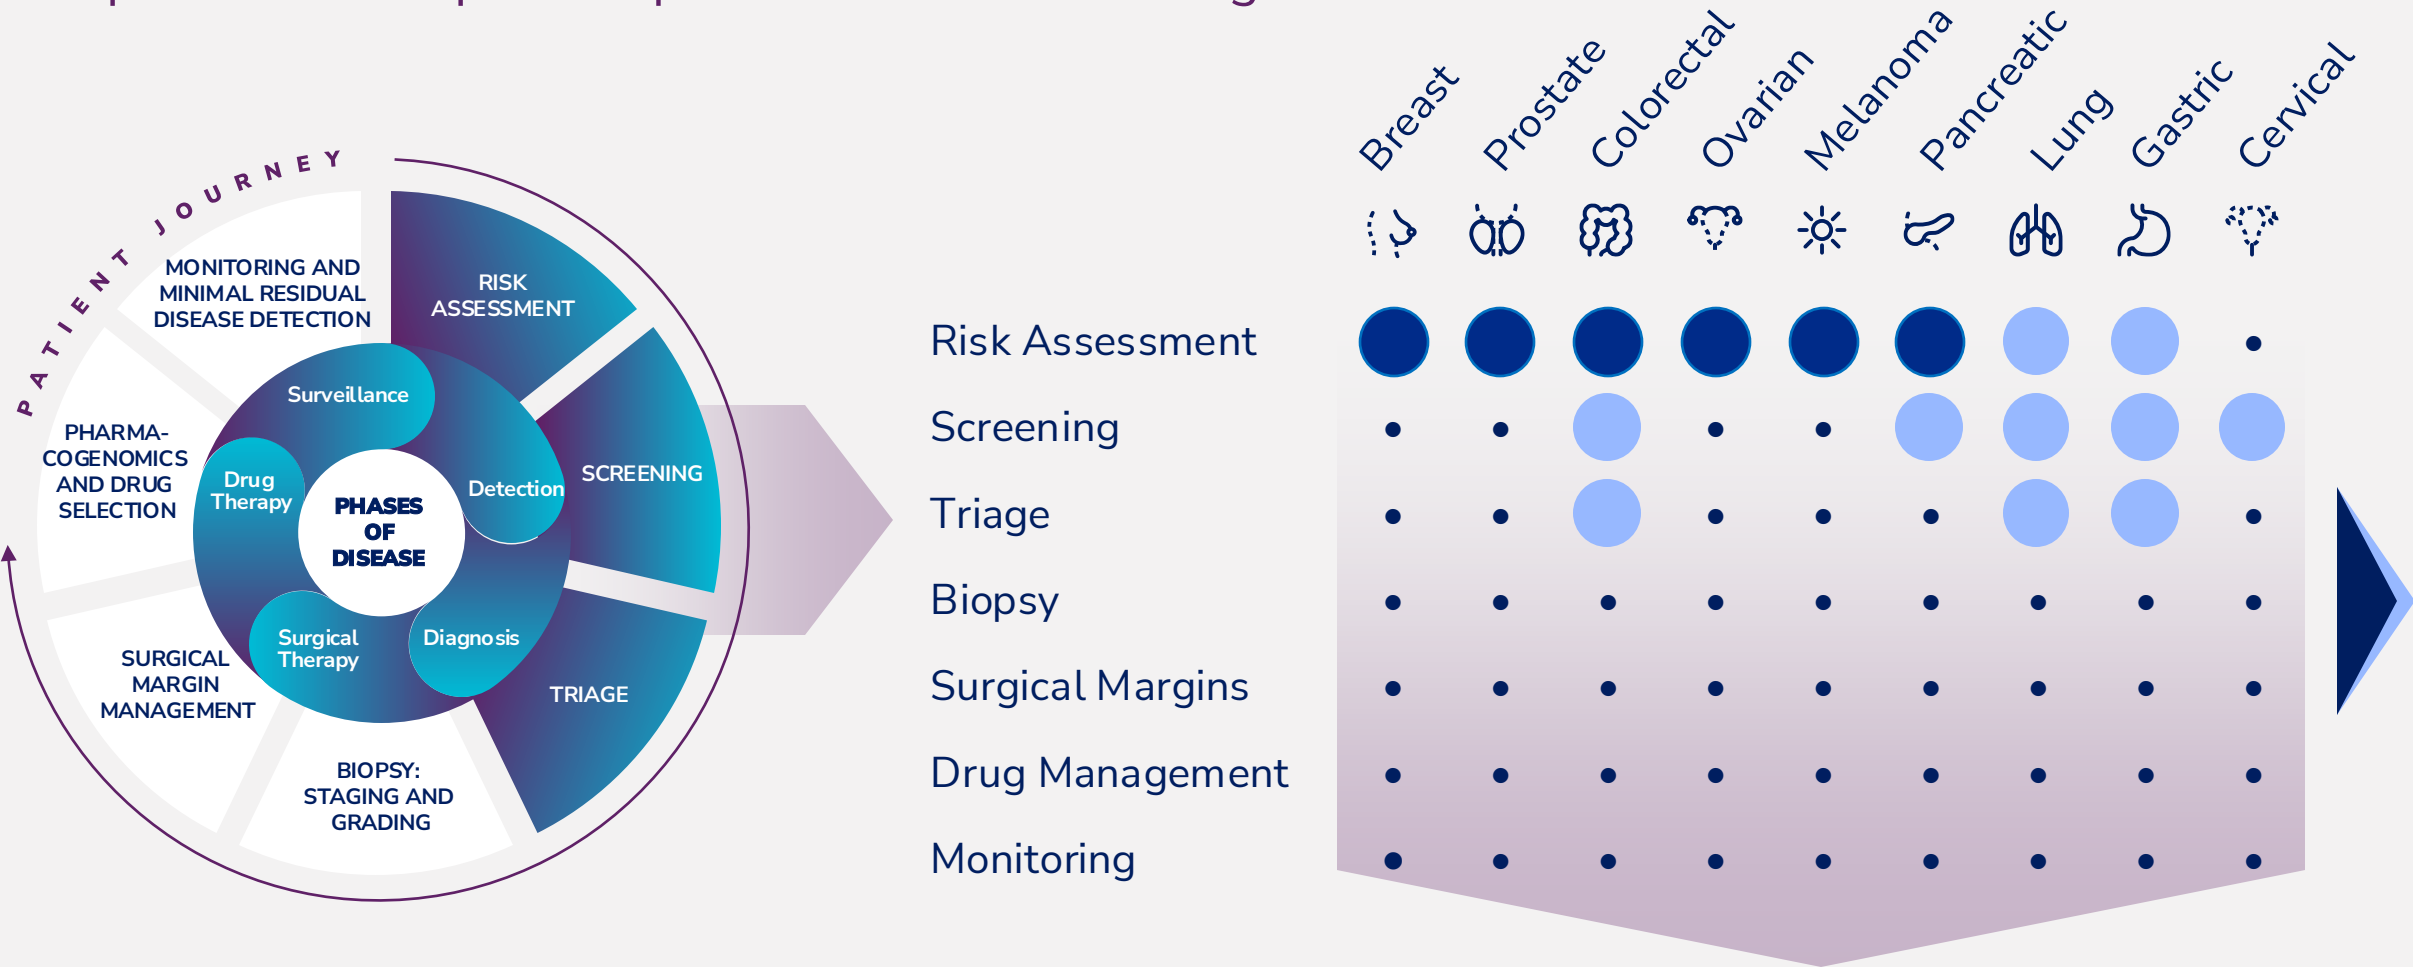 PATIENT JOURNEY
MONITORING AND
MINIMAL RESIDUAL
DISEASE DETECTION
RISK
ASSESSMENT
SCREENING
TRIAGE
BIOPSY:
STAGING AND
GRADING
SURGICAL
MARGIN
MANAGEMENT
PHARMA-
COGENOMICS
AND DRUG
SELECTION
Surveillance
Detection
Diagnosis
Surgical
Therapy
Drug
Therapy
PHASES
OF
DISEASE
Breast
Prostate
Colorectal
Ovarian
Melanoma
Pancreatic
Lung
Gastric
Cervical
Risk Assessment
Screening
Triage
Biopsy
Surgical Margins
Drug Management
Monitoring